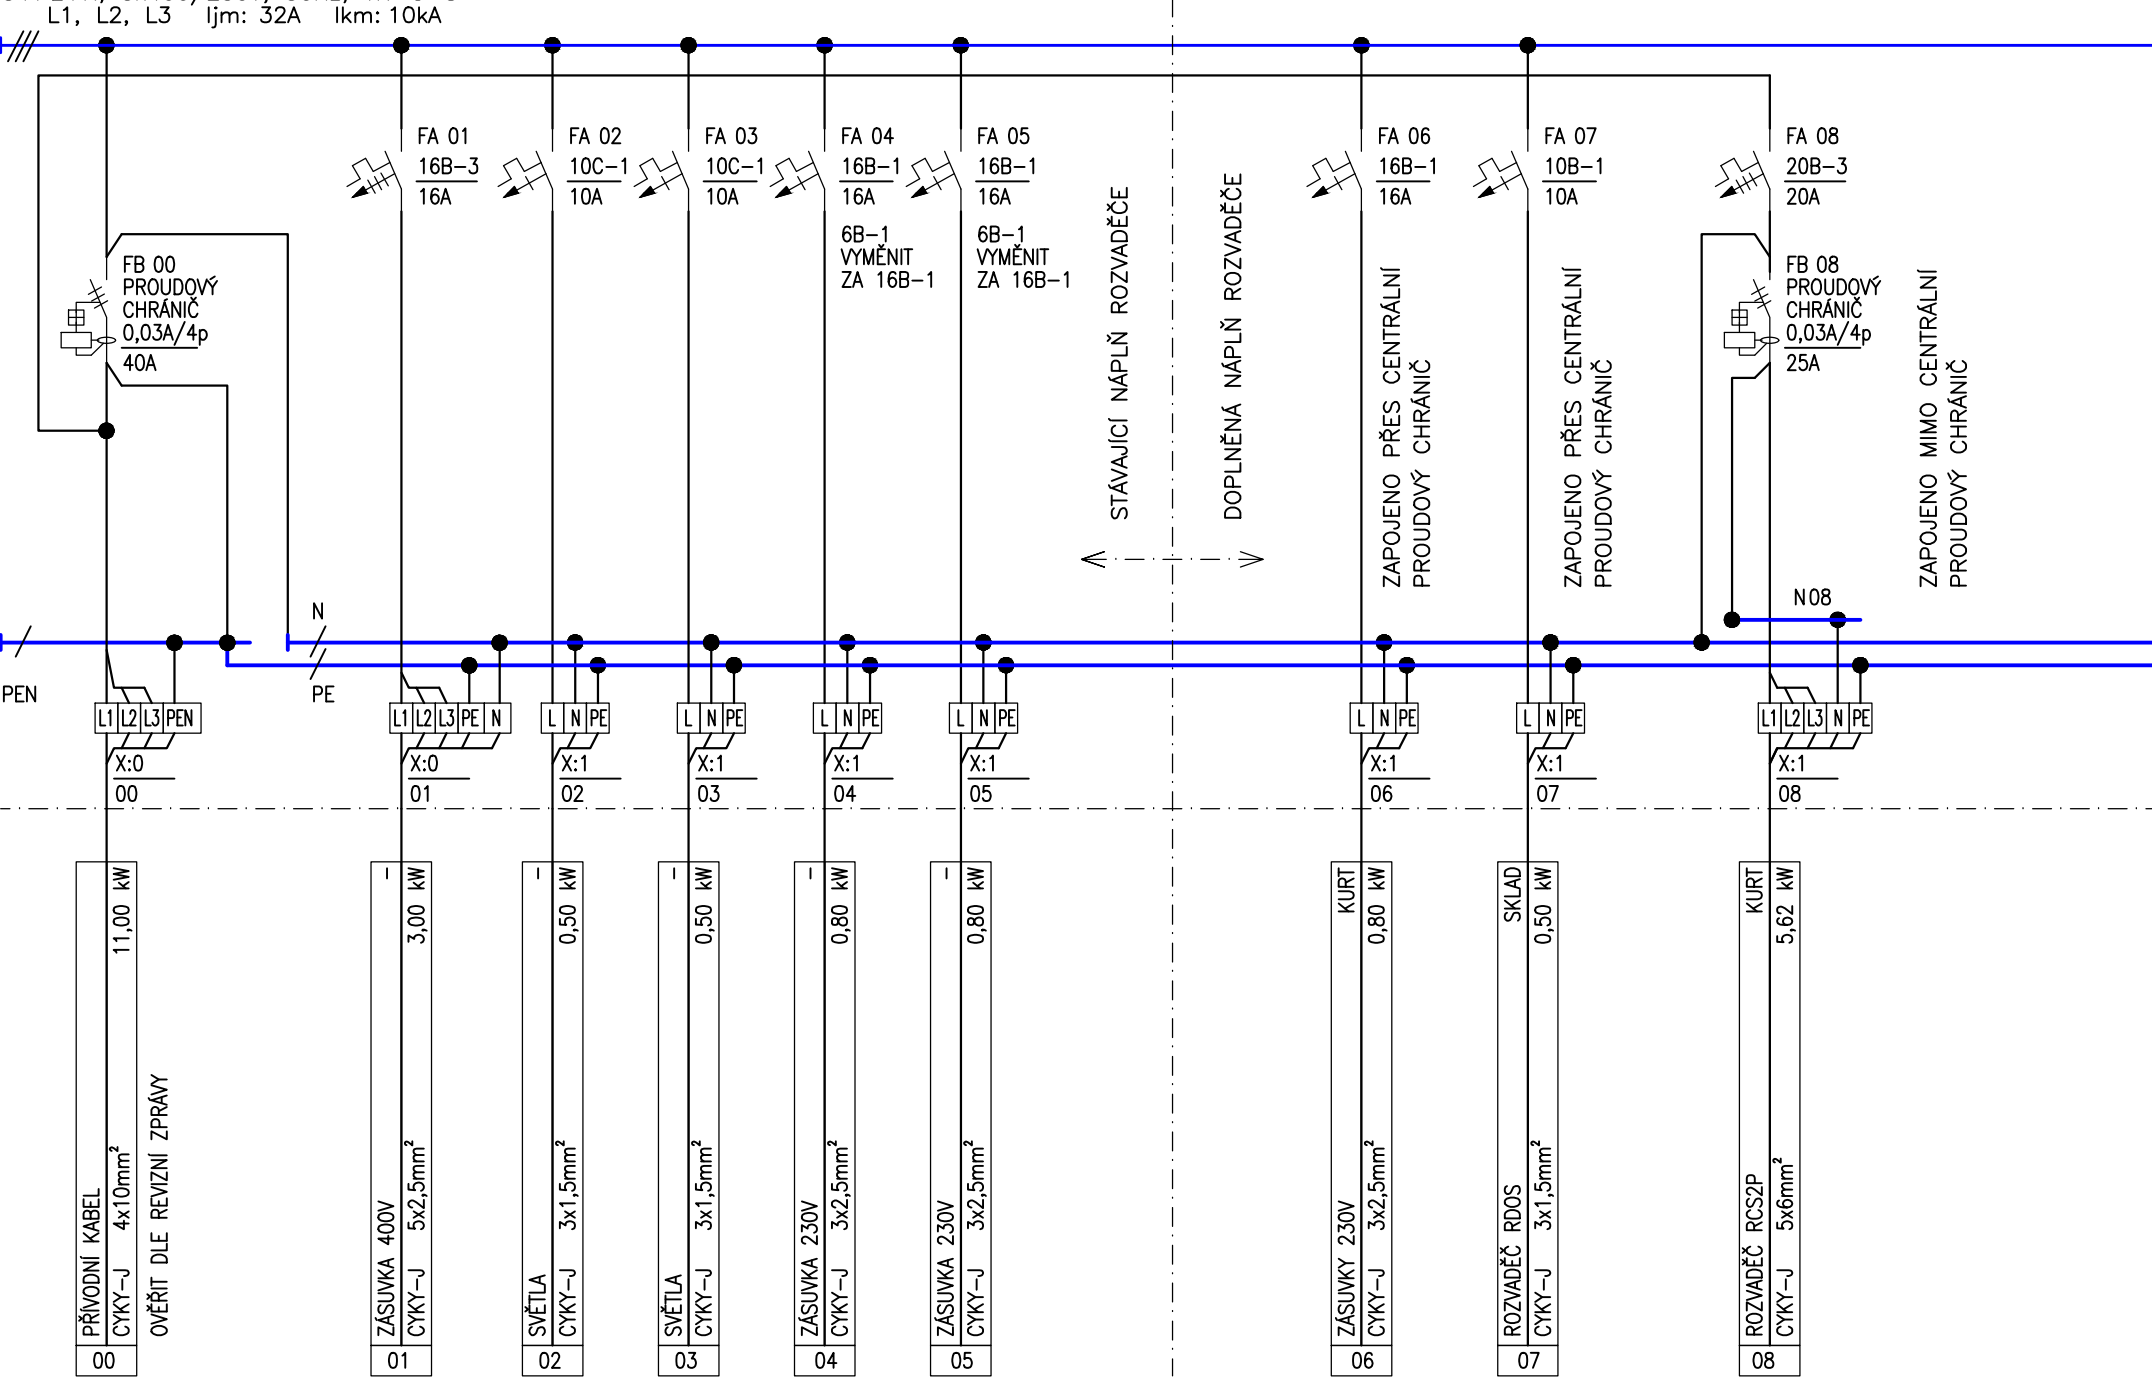 L1, L2, L3 Ijm: 32A Ikm: 10kA
FA 01
16B-3
16A
FA 02
10C-1
10A
FA 03
10C-1
10A
FA 04
16B-1
16A
6B-1
VYMĚNIT
ZA 16B-1
FA 05
16B-1
16A
6B-1
VYMĚNIT
ZA 16B-1
FA 06
16B-1
16A
FA 07
10B-1
10A
FA 08
20B-3
20A
FB 00
PROUDOVÝ
CHRÁNIČ
0,03A/4p
40A
STÁVAJÍCÍ NÁPLŇ ROZVADĚČE
DOPLNĚNÁ NÁPLŇ ROZVADĚČE
ZAPOJENO PŘES CENTRÁLNÍ
PROUDOVÝ CHRÁNIČ
ZAPOJENO PŘES CENTRÁLNÍ
PROUDOVÝ CHRÁNIČ
FB 08
PROUDOVÝ
CHRÁNIČ
0,03A/4p
25A
ZAPOJENO MIMO CENTRÁLNÍ
PROUDOVÝ CHRÁNIČ
N
N08
PEN
PE
L1 L2 L3 PEN
L1 L2 L3 PE N
L N PE
L N PE
L N PE
L N PE
L N PE
L N PE
L1 L2 L3 N PE
X:0
00
X:0
01
X:1
02
X:1
03
X:1
04
X:1
05
X:1
06
X:1
07
X:1
08
PŘÍVODNÍ KABEL
CYKY-J 4x10mm² 11,00 kW
OVĚŘIT DLE REVIZNÍ ZPRÁVY
00
ZÁSUVKA 400V –
CYKY-J 5x2,5mm² 3,00 kW
01
SVĚTLA –
CYKY-J 3x1,5mm² 0,50 kW
02
SVĚTLA –
CYKY-J 3x1,5mm² 0,50 kW
03
ZÁSUVKA 230V –
CYKY-J 3x2,5mm² 0,80 kW
04
ZÁSUVKA 230V –
CYKY-J 3x2,5mm² 0,80 kW
05
ZÁSUVKY 230V KURT
CYKY-J 3x2,5mm² 0,80 kW
06
ROZVADĚČ RDOS SKLAD
CYKY-J 3x1,5mm² 0,50 kW
07
ROZVADĚČ RCS2P KURT
CYKY-J 5x6mm² 5,62 kW
08